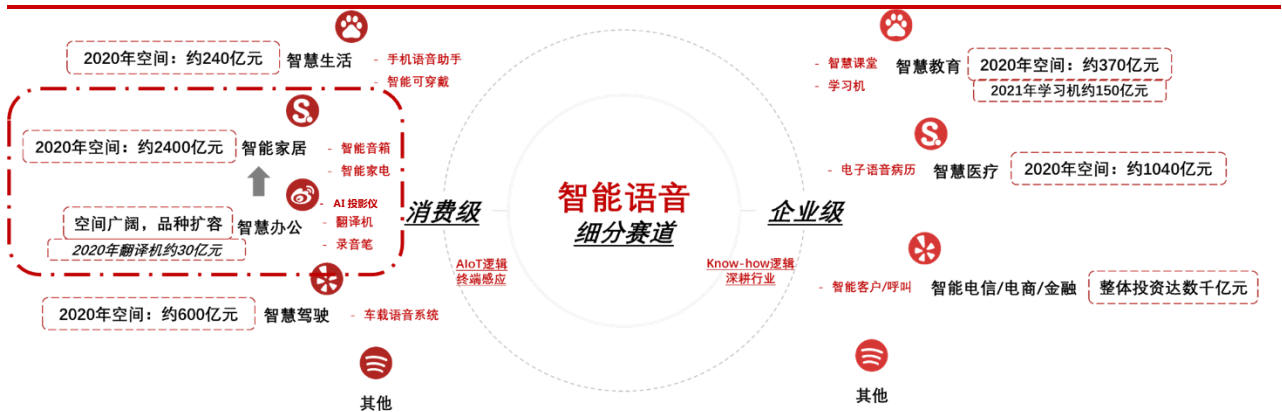 2020年空间：约240亿元
智慧生活
- 手机语音助手
- 智能可穿戴
2020年空间：约2400亿元
智能家居
- 智能音箱
- 智能家电
空间广阔，品种扩容
2020年翻译机约30亿元
智慧办公
- AI 投影仪
- 翻译机
- 录音笔
2020年空间：约600亿元
智慧驾驶
- 车载语音系统
其他
消费级
AIoT逻辑
终端感应
智能语音
细分赛道
企业级
Know-how逻辑
深耕行业
- 智慧课堂
- 学习机
智慧教育
2020年空间：约370亿元
2021年学习机约150亿元
- 电子语音病历
智慧医疗
2020年空间：约1040亿元
- 智能客户/呼叫
智能电信/电商/金融
整体投资达数千亿元
其他